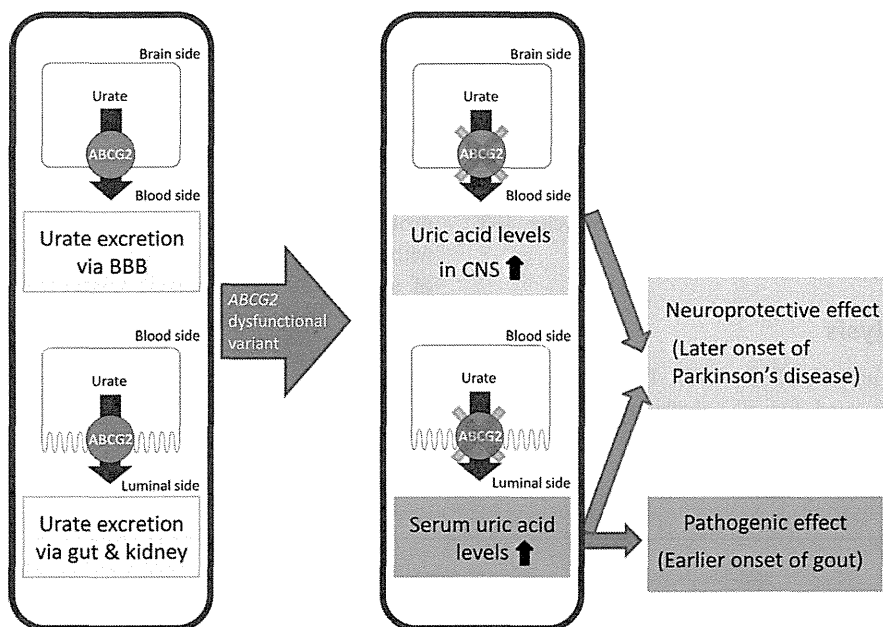 Brain side
Urate
ABCG2
Blood side
Urate excretion
via BBB
Blood side
Urate
ABCG2
Luminal side
Urate excretion
via gut & kidney
ABCG2
dysfunctional
variant
Brain side
Urate
ABCG2
Blood side
Uric acid levels
in CNS
Blood side
Urate
ABCG2
Luminal side
Serum uric acid
levels
Neuroprotective effect
(Later onset of
Parkinson's disease)
Pathogenic effect
(Earlier onset of gout)